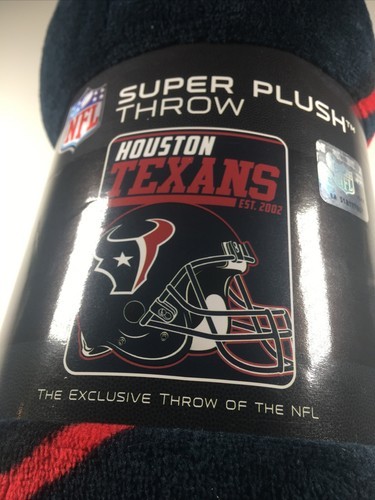 NFL
SUPER PLUSH™
THROW
HOUSTON
TEXANS
EST. 2002
THE EXCLUSIVE THROW OF THE NFL